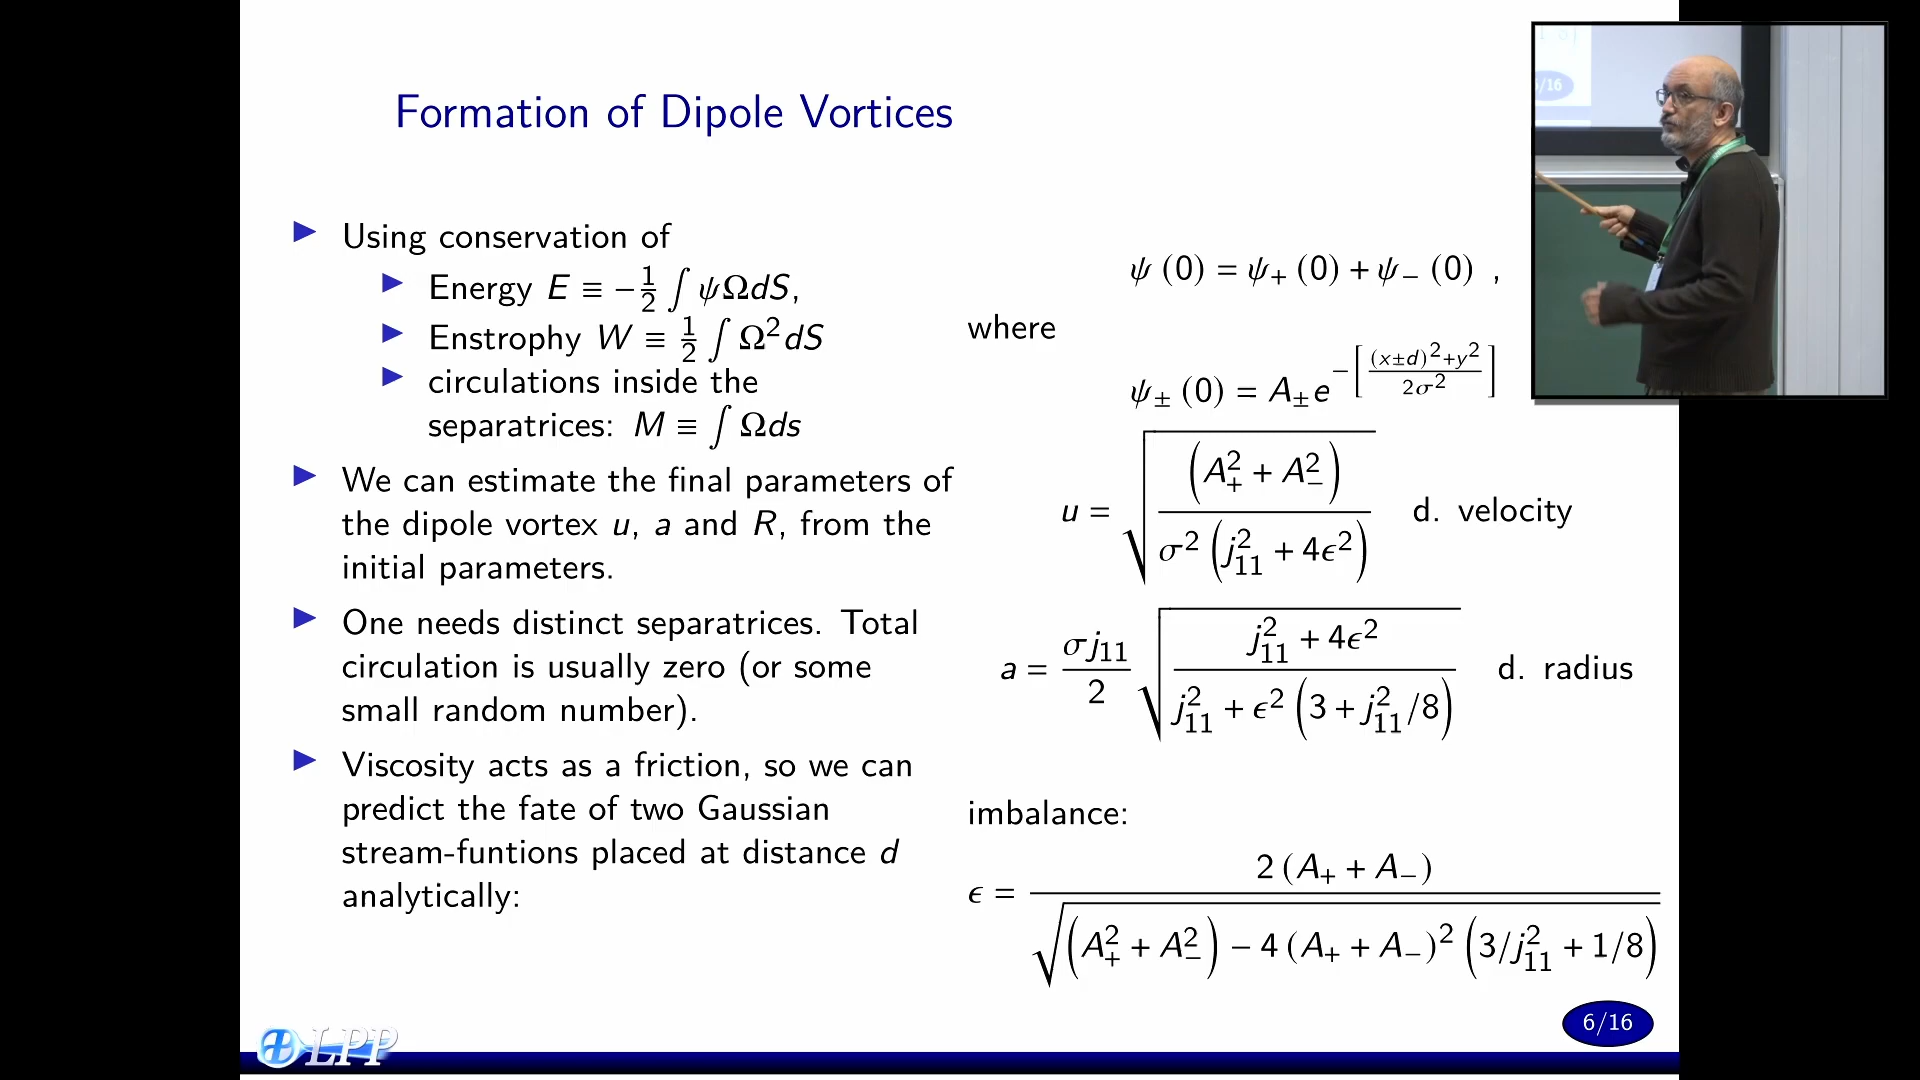 Formation of Dipole Vortices
▶ Using conservation of
▶ Energy E ≡ −1/2 ∫ ψΩdS,
▶ Enstrophy W ≡ 1/2 ∫ Ω²dS
▶ circulations inside the
separatrices: M ≡ ∫ Ωds
▶ We can estimate the final parameters of
the dipole vortex u, a and R, from the
initial parameters.
▶ One needs distinct separatrices. Total
circulation is usually zero (or some
small random number).
▶ Viscosity acts as a friction, so we can
predict the fate of two Gaussian
stream-funtions placed at distance d
analytically:
ψ (0) = ψ₊ (0) + ψ₋ (0) ,
where
ψ± (0) = A± e^−[((x±d)²+y²)/(2σ²)]
u = √((A₊² + A₋²) / (σ² (j₁₁² + 4ϵ²))) d. velocity
a = σj₁₁/2 √((j₁₁² + 4ϵ²) / (j₁₁² + ϵ² (3 + j₁₁²/8))) d. radius
imbalance:
ϵ = 2 (A₊ + A₋) / √((A₊² + A₋²) − 4 (A₊ + A₋)² (3/j₁₁² + 1/8))
LPP
6/16